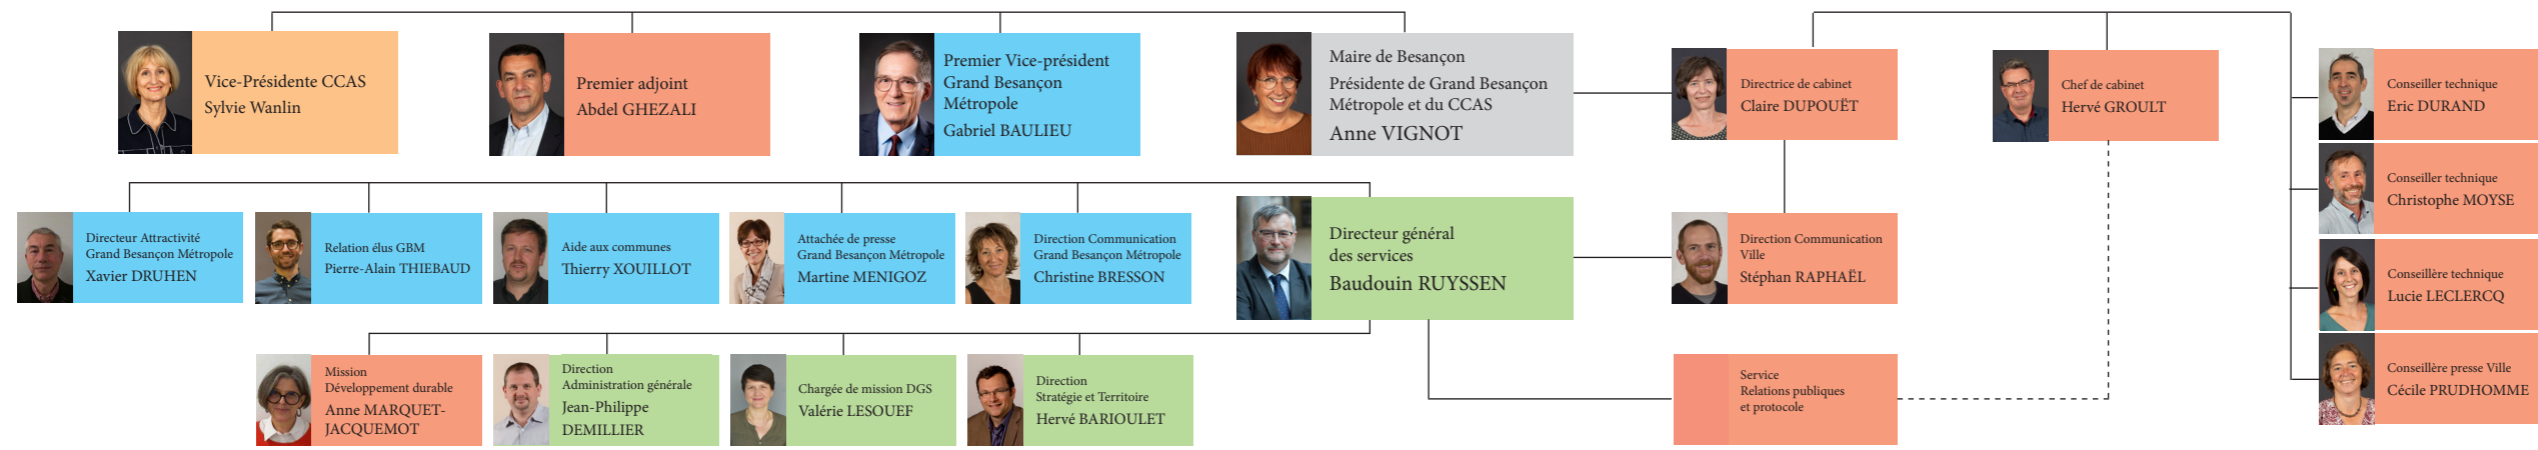 Vice-Présidente CCAS
Sylvie Wanlin
Premier adjoint
Abdel GHEZALI
Premier Vice-président
Grand Besançon
Métropole
Gabriel BAULIEU
Maire de Besançon
Présidente de Grand Besançon
Métropole et du CCAS
Anne VIGNOT
Directrice de cabinet
Claire DUPOUËT
Chef de cabinet
Hervé GROULT
Conseiller technique
Eric DURAND
Conseiller technique
Christophe MOYSE
Conseillère technique
Lucie LECLERCQ
Conseillère presse Ville
Cécile PRUDHOMME
Directeur Attractivité
Grand Besançon Métropole
Xavier DRUHEN
Relation élus GBM
Pierre-Alain THIEBAUD
Aide aux communes
Thierry XOUILLOT
Attachée de presse
Grand Besançon Métropole
Martine MENIGOZ
Direction Communication
Grand Besançon Métropole
Christine BRESSON
Directeur général
des services
Baudouin RUYSSEN
Direction Communication
Ville
Stéphan RAPHAËL
Mission
Développement durable
Anne MARQUET-
JACQUEMOT
Direction
Administration générale
Jean-Philippe
DEMILLIER
Chargée de mission DGS
Valérie LESOUEF
Direction
Stratégie et Territoire
Hervé BARIOULET
Service
Relations publiques
et protocole